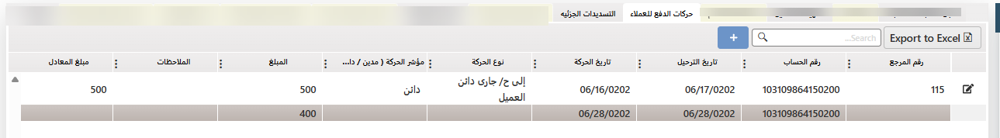 حركات الدفع للعملاء التسديدات الجزئيه
Export to Excel Search... +
رقم المرجع رقم الحساب تاريخ الترحيل تاريخ الحركة نوع الحركة مؤشر الحركة ( مدين / دا... المبلغ الملاحظات مبلغ المعادل
115 103109864150200 06/17/0202 06/16/0202 إلى ح/ جارى دائن العميل دائن 500 500
103109864150200 06/28/0202 06/28/0202 400